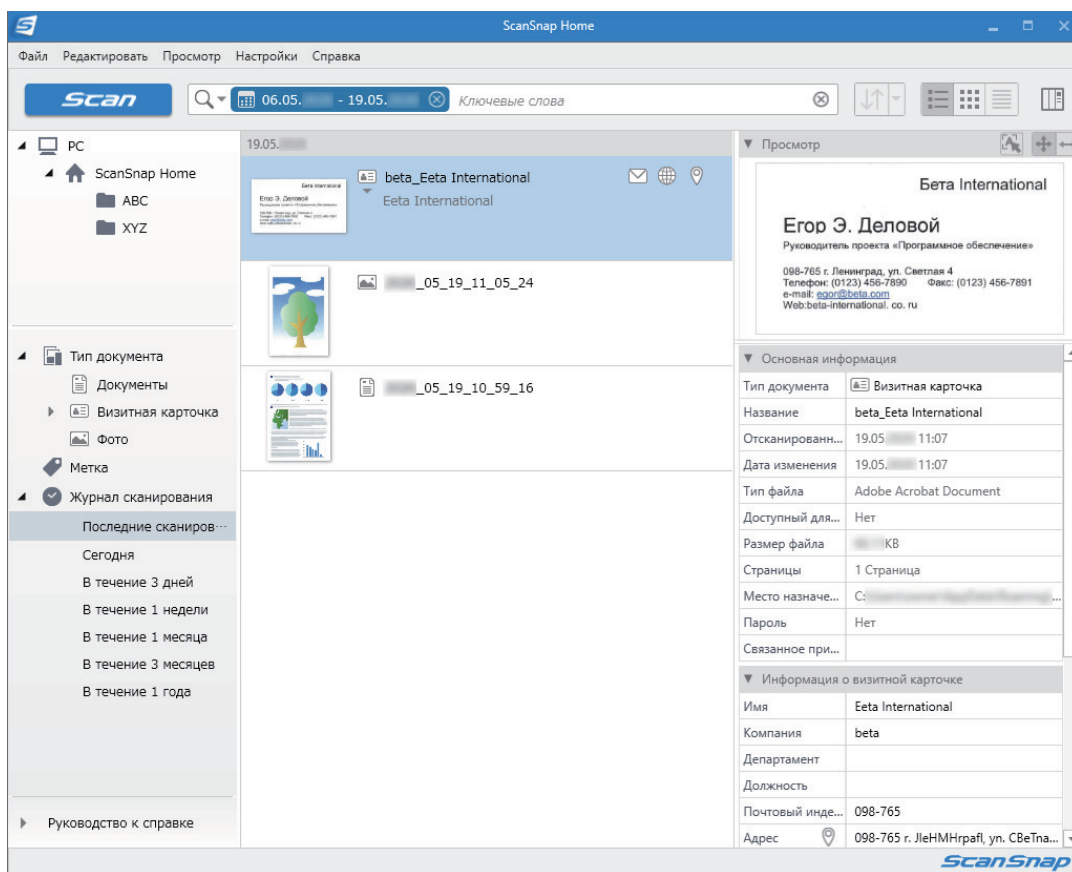 ScanSnap Home
Файл Редактировать Просмотр Настройки Справка
Scan
06.05. - 19.05.
Ключевые слова
PC
ScanSnap Home
ABC
XYZ
Тип документа
Документы
Визитная карточка
Фото
Метка
Журнал сканирования
Последние сканиров...
Сегодня
В течение 3 дней
В течение 1 недели
В течение 1 месяца
В течение 3 месяцев
В течение 1 года
Руководство к справке
19.05.
beta_Eeta International
Eeta International
_05_19_11_05_24
_05_19_10_59_16
Просмотр
Бета International
Егор Э. Деловой
Руководитель проекта «Программное обеспечение»
098-765 г. Ленинград, ул. Светлая 4
Телефон: (0123) 456-7890 Факс: (0123) 456-7891
e-mail: egor@beta.com
Web:beta-international. co. ru
Основная информация
Тип документа Визитная карточка
Название beta_Eeta International
Отсканированн... 19.05. 11:07
Дата изменения 19.05. 11:07
Тип файла Adobe Acrobat Document
Доступный для... Нет
Размер файла KB
Страницы 1 Страница
Место назначе... C:
Пароль Нет
Связанное при...
Информация о визитной карточке
Имя Eeta International
Компания beta
Департамент
Должность
Почтовый инде... 098-765
Адрес 098-765 г. JIeHMHrpafl, yn. CBeTna...
ScanSnap